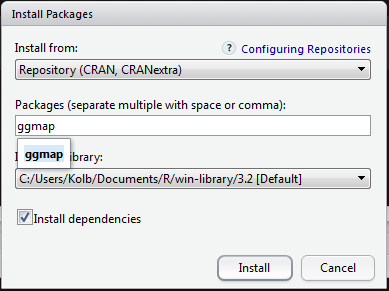 Install Packages
Install from:
? Configuring Repositories
Repository (CRAN, CRANextra)
Packages (separate multiple with space or comma):
ggmap
ggmap
library:
C:/Users/Kolb/Documents/R/win-library/3.2 [Default]
Install dependencies
Install Cancel